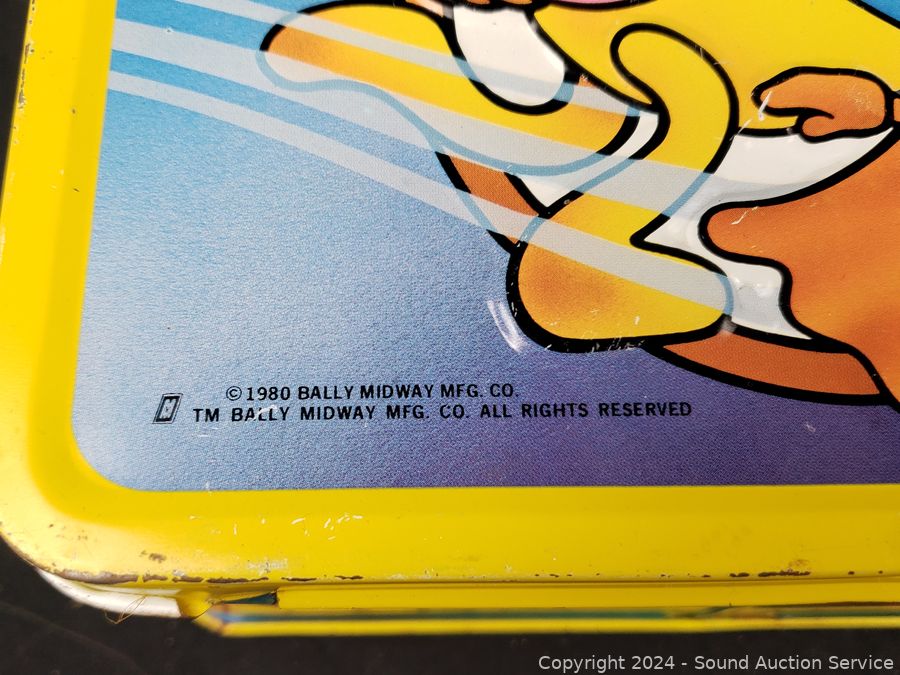 ©1980 BALLY MIDWAY MFG. CO.
TM BALLY MIDWAY MFG. CO. ALL RIGHTS RESERVED
Copyright 2024 - Sound Auction Service